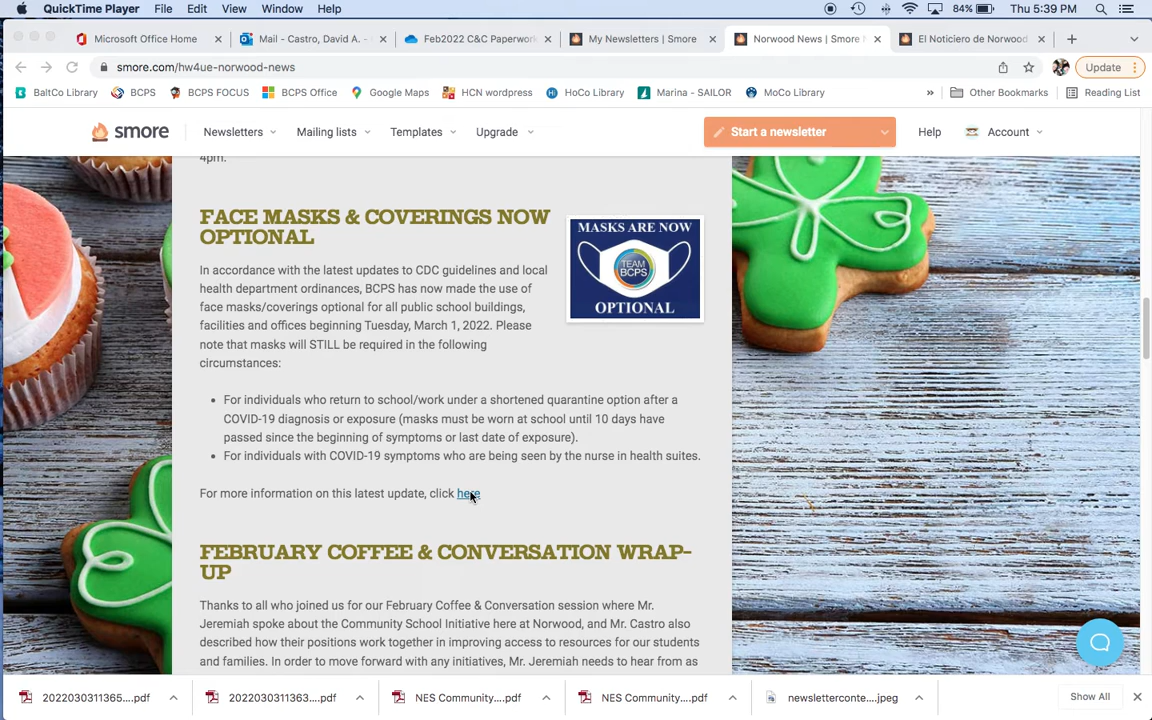 QuickTime Player File Edit View Window Help 84% Thu 5:39 PM
Microsoft Office Home Mail - Castro, David A. - Feb2022 C&C Paperwork My Newsletters | Smore Norwood News | Smore El Noticiero de Norwood
smore.com/hw4ue-norwood-news Update
BaltCo Library BCPS BCPS FOCUS BCPS Office Google Maps HCN wordpress HoCo Library Marina - SAILOR MoCo Library » Other Bookmarks Reading List
smore Newsletters Mailing lists Templates Upgrade Start a newsletter Help Account
4pm.
FACE MASKS & COVERINGS NOW
OPTIONAL
MASKS ARE NOW
TEAM
BCPS
OPTIONAL
In accordance with the latest updates to CDC guidelines and local
health department ordinances, BCPS has now made the use of
face masks/coverings optional for all public school buildings,
facilities and offices beginning Tuesday, March 1, 2022. Please
note that masks will STILL be required in the following
circumstances:
• For individuals who return to school/work under a shortened quarantine option after a
COVID-19 diagnosis or exposure (masks must be worn at school until 10 days have
passed since the beginning of symptoms or last date of exposure).
• For individuals with COVID-19 symptoms who are being seen by the nurse in health suites.
For more information on this latest update, click here
FEBRUARY COFFEE & CONVERSATION WRAP-
UP
Thanks to all who joined us for our February Coffee & Conversation session where Mr.
Jeremiah spoke about the Community School Initiative here at Norwood, and Mr. Castro also
described how their positions work together in improving access to resources for our students
and families. In order to move forward with any initiatives, Mr. Jeremiah needs to hear from as
2022030311365....pdf 2022030311363....pdf NES Community....pdf NES Community....pdf newsletterconte....jpeg Show All